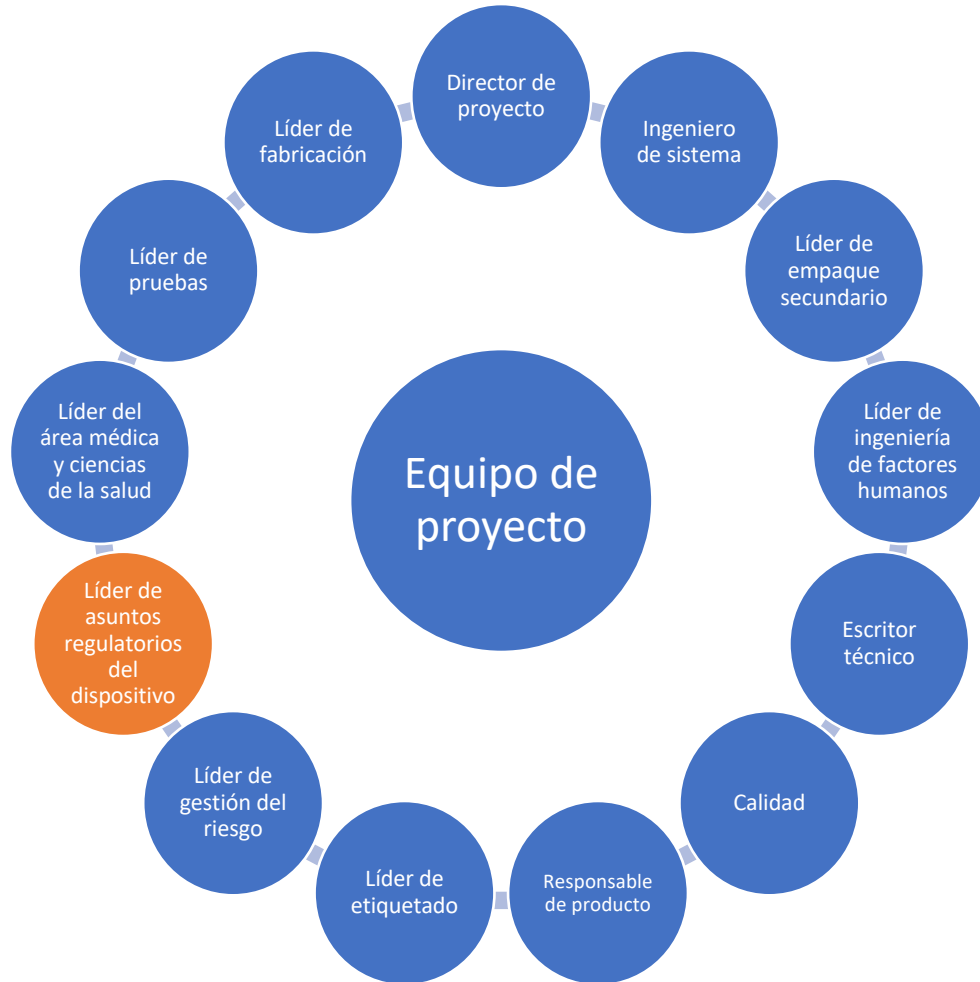 Director de
proyecto
Ingeniero
de sistema
Líder de
empaque
secundario
Líder de
ingeniería
de factores
humanos
Escritor
técnico
Calidad
Responsable
de producto
Líder de
etiquetado
Líder de
gestión del
riesgo
Líder de
asuntos
regulatorios
del
dispositivo
Líder del
área médica
y ciencias
de la salud
Líder de
pruebas
Líder de
fabricación
Equipo de
proyecto